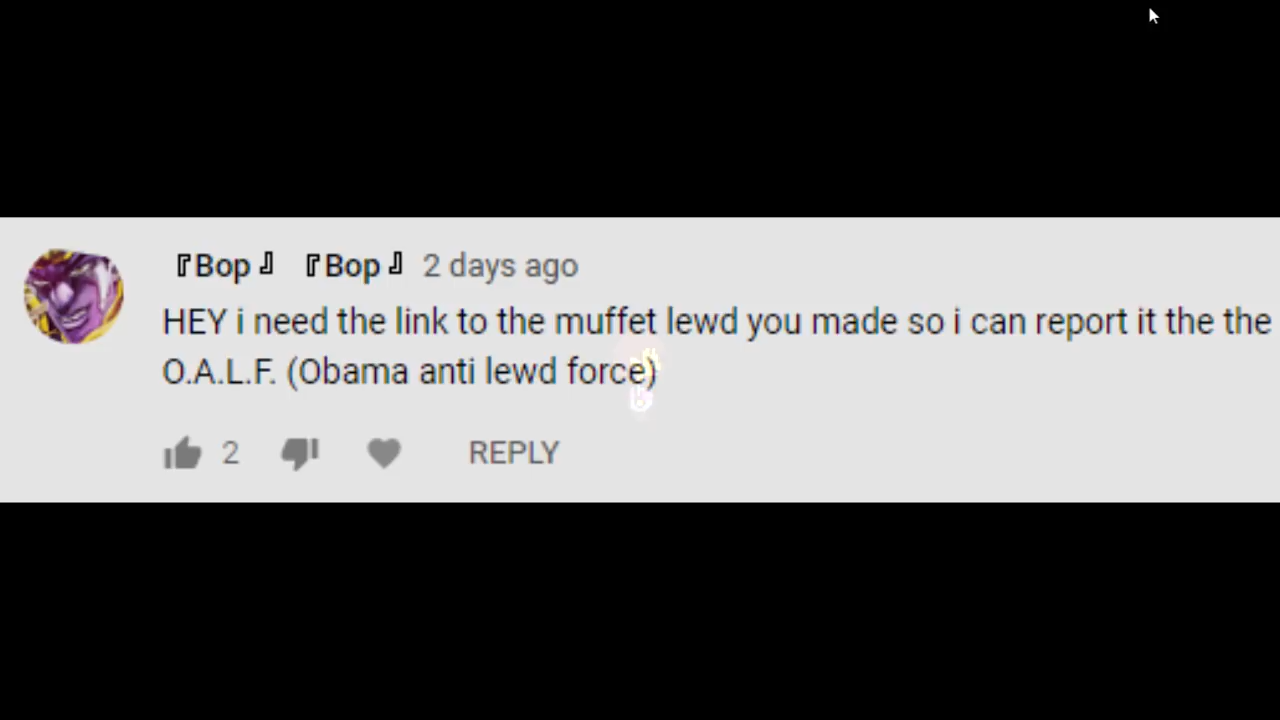 『Bop』 『Bop』 2 days ago
HEY i need the link to the muffet lewd you made so i can report it the the
O.A.L.F. (Obama anti lewd force)
2 REPLY